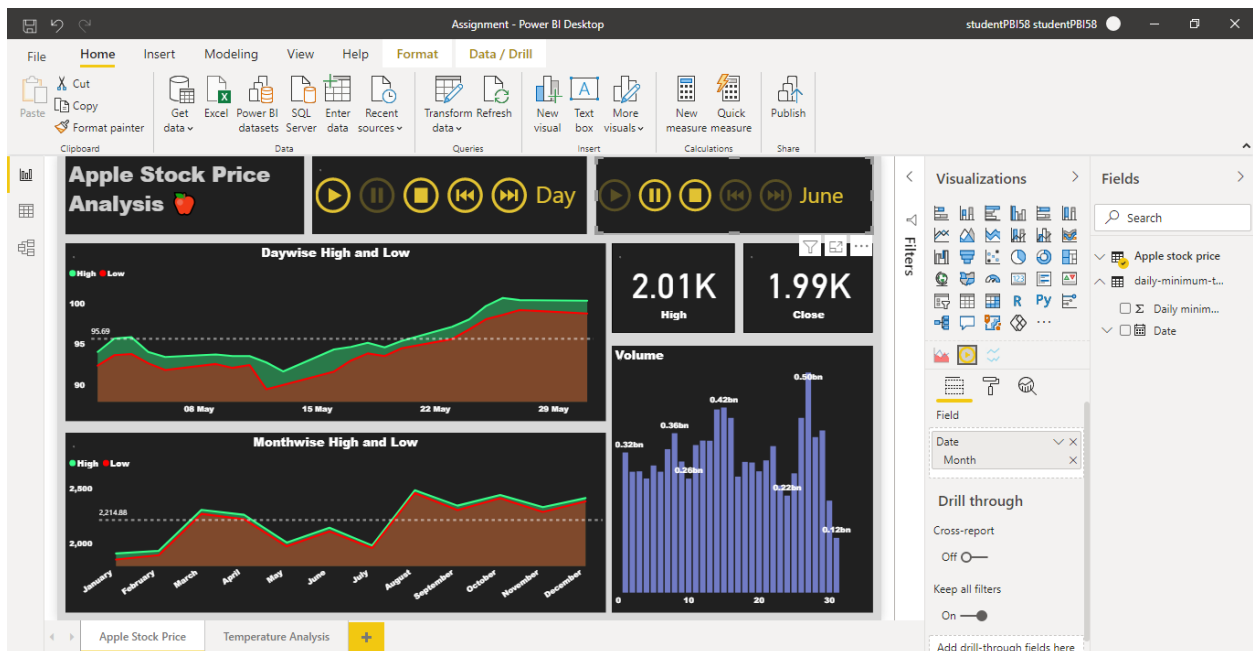 Assignment - Power BI Desktop
studentPBI58 studentPBI58
File Home Insert Modeling View Help Format Data / Drill
Paste
Cut
Copy
Format painter
Get data
Excel
Power BI datasets
SQL Server
Enter data
Recent sources
Transform data
Refresh
New visual
Text box
More visuals
New measure
Quick measure
Publish
Clipboard Data Queries Insert Calculations Share
Apple Stock Price
Analysis
Day
June
Daywise High and Low
High Low
100
95.69
95
90
08 May 15 May 22 May 29 May
2.01K
High
1.99K
Close
Monthwise High and Low
High Low
2,500
2,214.88
2,000
January February March April May June July August September October November December
Volume
0.50bn
0.42bn
0.36bn
0.32bn
0.26bn
0.22bn
0.12bn
0 10 20 30
Filters
Visualizations
123
R Py
Field
Date
Month
Drill through
Cross-report
Off
Keep all filters
On
Add drill-through fields here
Fields
Search
Apple stock price
daily-minimum-t...
Σ Daily minim...
Date
Apple Stock Price Temperature Analysis +